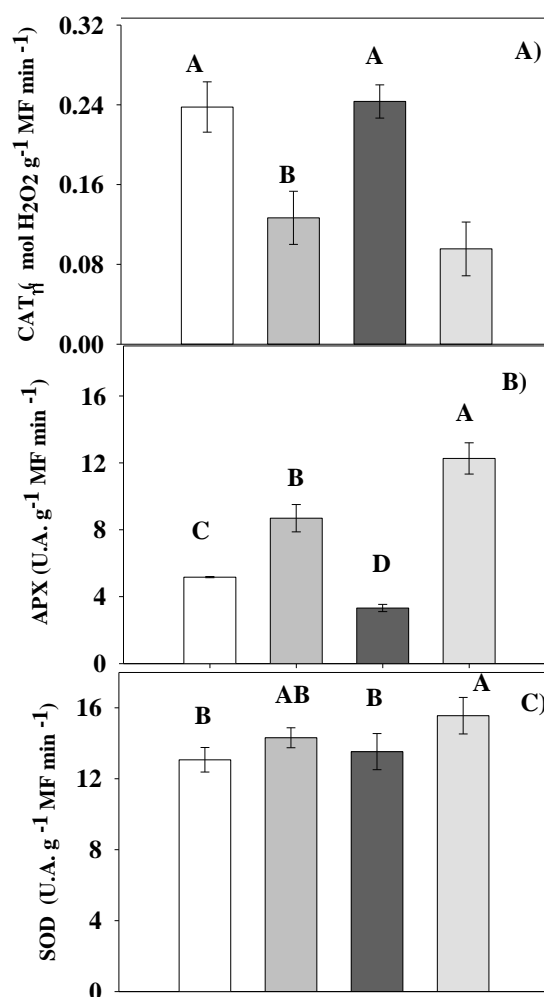 0.32
A)
A
A
0.24
B
0.16
0.08
0.00
CAT ( mol H2O2 g-1 MF min -1)
B)
16
A
12
B
C
8
D
4
0
APX (U.A. g-1 MF min -1)
A
C)
AB
B
B
16
12
8
4
0
SOD (U.A. g -1 MF min -1)